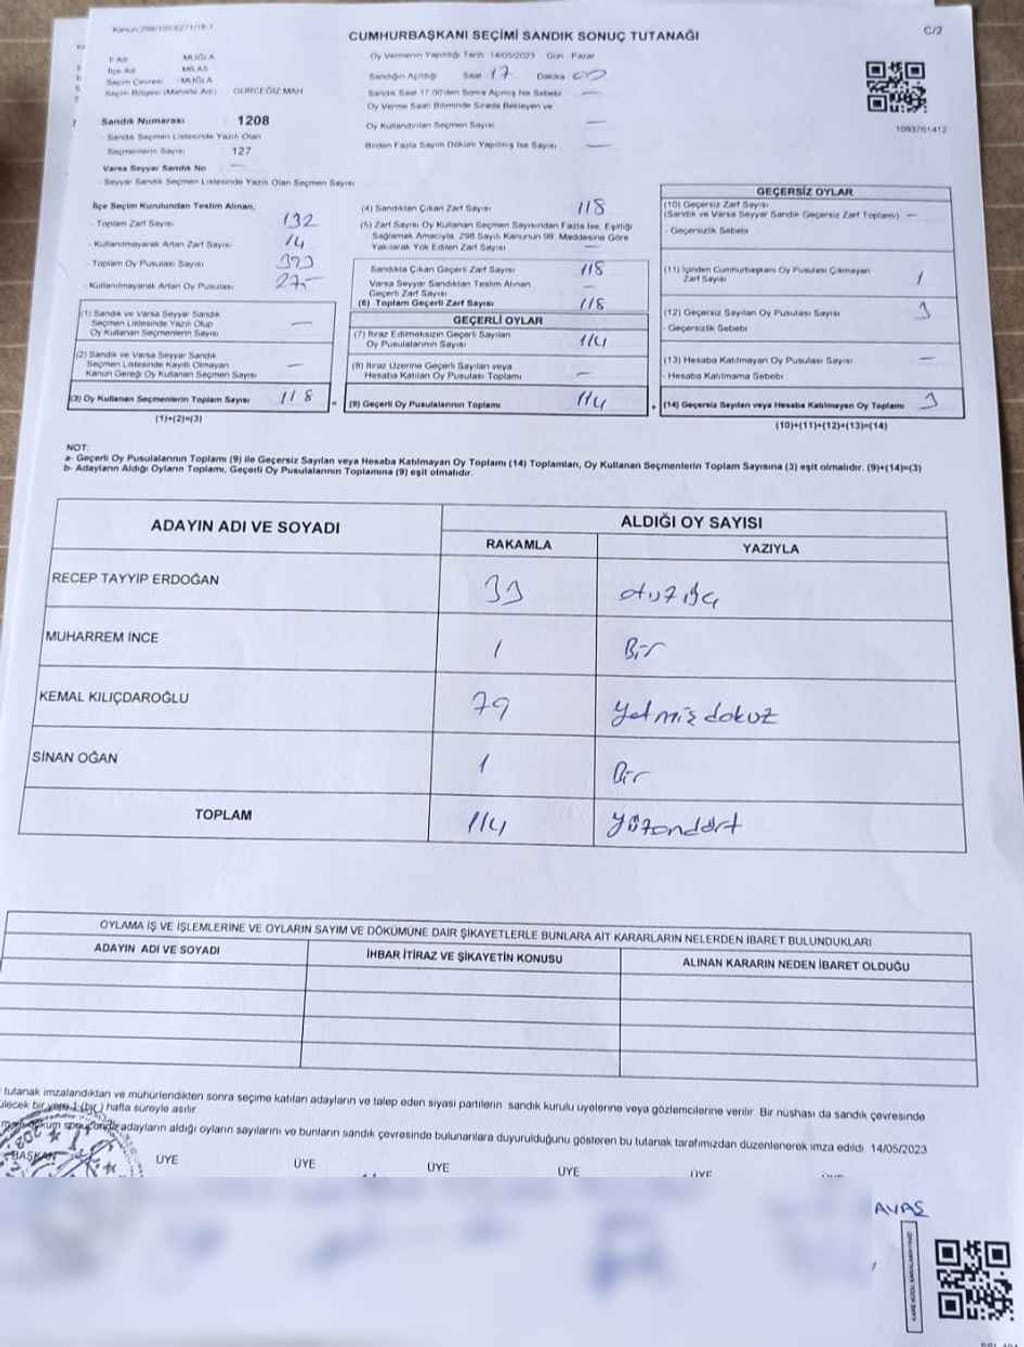 CUMHURBAŞKANI SEÇİMİ SANDIK SONUÇ TUTANAĞI
C/2
Oy Vermenin Yapıldığı Tarih 14/05/2023 Gün Pazar
İli Adı MUĞLA
İlçe Adı MİLAS
Seçim Çevresi MUĞLA
Seçim Bölgesi (Mahalle Adı) GÜRCEĞİZ MAH
Sandığın Açıldığı Saat 17 Dakika 00
Sandık Saat 17.00'den Sonra Açılmış İse Sebebi —
Oy Verme Saati Bitiminde Sırada Bekleyen ve
Oy Kullandırılan Seçmen Sayısı —
Birden Fazla Sayım Döküm Yapılmış İse Sayısı —
1093761412
Sandık Numarası 1208
Sandık Seçmen Listesinde Yazılı Olan
Seçmenlerin Sayısı 127
Varsa Seyyar Sandık No —
Seyyar Sandık Seçmen Listesinde Yazılı Olan Seçmen Sayısı
İlçe Seçim Kurulundan Teslim Alınan;
- Toplam Zarf Sayısı 132
- Kullanılmayarak Artan Zarf Sayısı 14
- Toplam Oy Pusulası Sayısı
- Kullanılmayarak Artan Oy Pusulası
(1) Sandık ve Varsa Seyyar Sandık
Seçmen Listesinde Yazılı Olup
Oy Kullanan Seçmenlerin Sayısı —
(2) Sandık ve Varsa Seyyar Sandık
Seçmen Listesinde Kayıtlı Olmayan
Kanun Gereği Oy Kullanan Seçmen Sayısı —
(3) Oy Kullanan Seçmenlerin Toplam Sayısı 118
(1)+(2)=(3)
(4) Sandıktan Çıkan Zarf Sayısı 118
(5) Zarf Sayısı Oy Kullanan Seçmen Sayısından Fazla İse, Eşitliği
Sağlamak Amacıyla, 298 Sayılı Kanunun 98. Maddesine Göre
Yakılarak Yok Edilen Zarf Sayısı —
Sandıkta Çıkan Geçerli Zarf Sayısı 118
Varsa Seyyar Sandıktan Teslim Alınan
Geçerli Zarf Sayısı —
(6) Toplam Geçerli Zarf Sayısı 118
GEÇERLİ OYLAR
(7) İtiraz Edilmeksizin Geçerli Sayılan
Oy Pusulalarının Sayısı 114
(8) İtiraz Üzerine Geçerli Sayılan veya
Hesaba Katılan Oy Pusulası Toplamı —
= (9) Geçerli Oy Pusulalarının Toplamı 114
GEÇERSİZ OYLAR
(10) Geçersiz Zarf Sayısı
(Sandık ve Varsa Seyyar Sandık Geçersiz Zarf Toplamı) —
- Geçersizlik Sebebi
(11) İçinden Cumhurbaşkanı Oy Pusulası Çıkmayan
Zarf Sayısı 1
(12) Geçersiz Sayılan Oy Pusulası Sayısı 3
- Geçersizlik Sebebi
(13) Hesaba Katılmayan Oy Pusulası Sayısı —
- Hesaba Katılmama Sebebi
+ (14) Geçersiz Sayılan veya Hesaba Katılmayan Oy Toplamı 3
(10)+(11)+(12)+(13)=(14)
NOT:
a- Geçerli Oy Pusulalarının Toplamı (9) ile Geçersiz Sayılan veya Hesaba Katılmayan Oy Toplamı (14) Toplamları, Oy Kullanan Seçmenlerin Toplam Sayısına (3) eşit olmalıdır. (9)+(14)=(3)
b- Adayların Aldığı Oyların Toplamı, Geçerli Oy Pusulalarının Toplamına (9) eşit olmalıdır.
ADAYIN ADI VE SOYADI
ALDIĞI OY SAYISI
RAKAMLA YAZIYLA
RECEP TAYYİP ERDOĞAN 33 otuz üç
MUHARREM İNCE 1 Bir
KEMAL KILIÇDAROĞLU 79 yetmiş dokuz
SİNAN OĞAN 1 Bir
TOPLAM 114 yüzondört
OYLAMA İŞ VE İŞLEMLERİNE VE OYLARIN SAYIM VE DÖKÜMÜNE DAİR ŞİKAYETLERLE BUNLARA AİT KARARLARIN NELERDEN İBARET BULUNDUKLARI
ADAYIN ADI VE SOYADI İHBAR İTİRAZ VE ŞİKAYETİN KONUSU ALINAN KARARIN NEDEN İBARET OLDUĞU
tutanak imzalandıktan ve mühürlendikten sonra seçime katılan adayların ve talep eden siyasi partilerin sandık kurulu üyelerine veya gözlemcilerine verilir. Bir nüshası da sandık çevresinde
bir yere 1 (bir) hafta süreyle asılır.
adayların aldığı oyların sayılarını ve bunların sandık çevresinde bulunanlara duyurulduğunu gösteren bu tutanak tarafımızdan düzenlenerek imza edildi. 14/05/2023
BAŞKAN ÜYE ÜYE ÜYE ÜYE ÜYE
AVAŞ